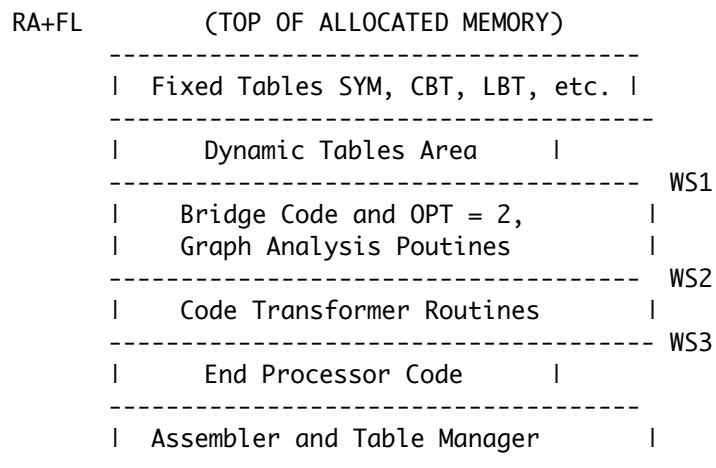 RA+FL (TOP OF ALLOCATED MEMORY)
-------------------------------------
| Fixed Tables SYM, CBT, LBT, etc. |
--------------------------------------
| Dynamic Tables Area |
------------------------------------- WS1
| Bridge Code and OPT = 2, |
| Graph Analysis Poutines |
------------------------------------- WS2
| Code Transformer Routines |
-------------------------------------- WS3
| End Processor Code |
-------------------------------------
| Assembler and Table Manager |